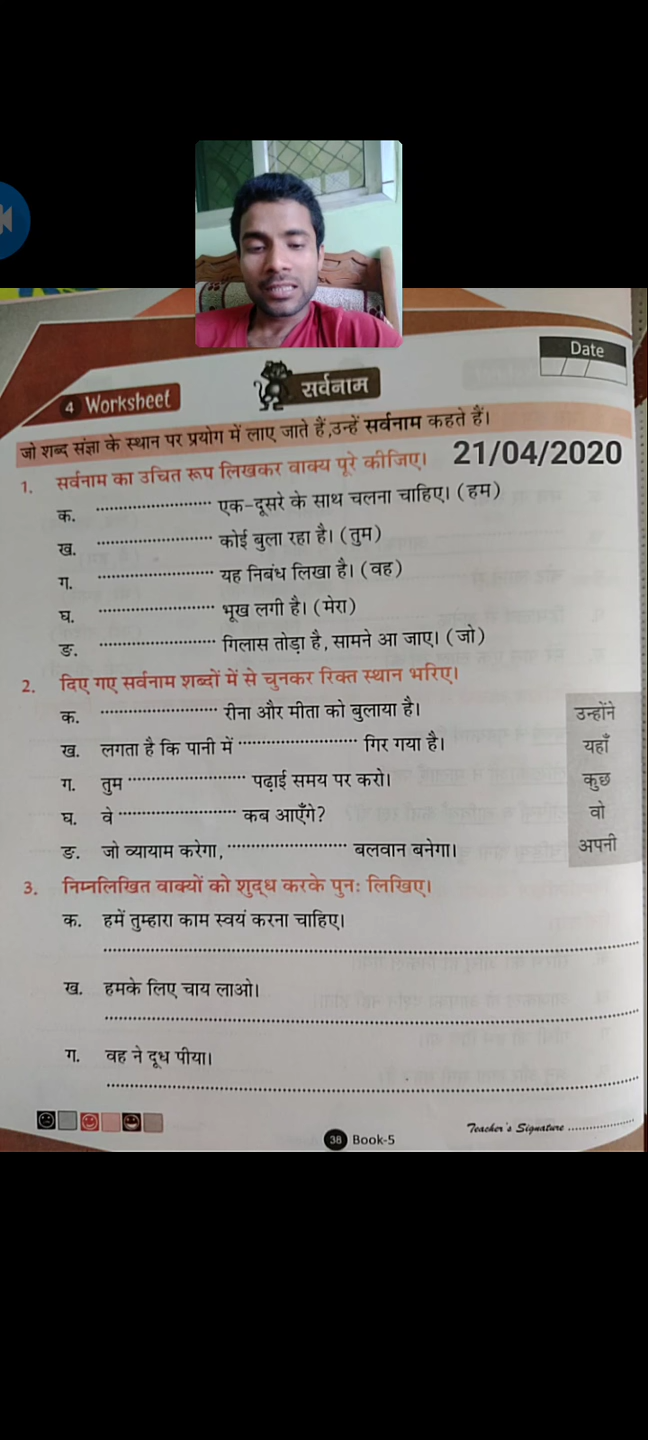 Date
4 Worksheet
सर्वनाम
जो शब्द संज्ञा के स्थान पर प्रयोग में लाए जाते हैं,उन्हें सर्वनाम कहते हैं।
21/04/2020
1. सर्वनाम का उचित रूप लिखकर वाक्य पूरे कीजिए।
क. .......................... एक-दूसरे के साथ चलना चाहिए। (हम)
ख. .......................... कोई बुला रहा है। (तुम)
ग. .......................... यह निबंध लिखा है। (वह)
घ. .......................... भूख लगी है। (मेरा)
ङ. .......................... गिलास तोड़ा है, सामने आ जाए। (जो)
2. दिए गए सर्वनाम शब्दों में से चुनकर रिक्त स्थान भरिए।
क. .......................... रीना और मीता को बुलाया है। उन्होंने
ख. लगता है कि पानी में .......................... गिर गया है। यहाँ
ग. तुम .......................... पढ़ाई समय पर करो। कुछ
घ. वे .......................... कब आएँगे? वो
ङ. जो व्यायाम करेगा, .......................... बलवान बनेगा। अपनी
3. निम्नलिखित वाक्यों को शुद्ध करके पुनः लिखिए।
क. हमें तुम्हारा काम स्वयं करना चाहिए।
ख. हमके लिए चाय लाओ।
ग. वह ने दूध पीया।
38 Book-5
Teacher's Signature ..................